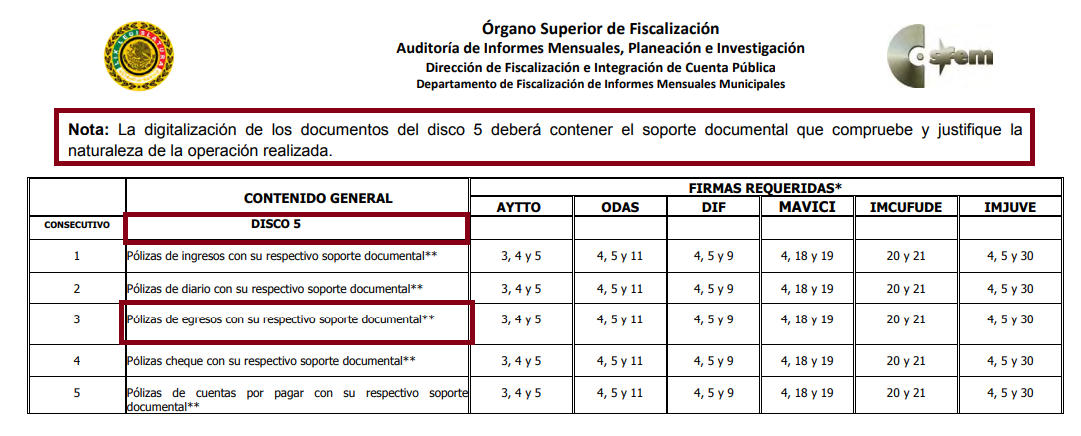 Órgano Superior de Fiscalización
Auditoría de Informes Mensuales, Planeación e Investigación
Dirección de Fiscalización e Integración de Cuenta Pública
Departamento de Fiscalización de Informes Mensuales Municipales
LIX LEGISLATURA
osfem
Nota: La digitalización de los documentos del disco 5 deberá contener el soporte documental que compruebe y justifique la
naturaleza de la operación realizada.
CONTENIDO GENERAL FIRMAS REQUERIDAS*
AYTTO ODAS DIF MAVICI IMCUFUDE IMJUVE
CONSECUTIVO DISCO 5
1 Pólizas de ingresos con su respectivo soporte documental** 3, 4 y 5 4, 5 y 11 4, 5 y 9 4, 18 y 19 20 y 21 4, 5 y 30
2 Pólizas de diario con su respectivo soporte documental** 3, 4 y 5 4, 5 y 11 4, 5 y 9 4, 18 y 19 20 y 21 4, 5 y 30
3 Pólizas de egresos con su respectivo soporte documental** 3, 4 y 5 4, 5 y 11 4, 5 y 9 4, 18 y 19 20 y 21 4, 5 y 30
4 Pólizas cheque con su respectivo soporte documental** 3, 4 y 5 4, 5 y 11 4, 5 y 9 4, 18 y 19 20 y 21 4, 5 y 30
5 Pólizas de cuentas por pagar con su respectivo soporte 3, 4 y 5 4, 5 y 11 4, 5 y 9 4, 18 y 19 20 y 21 4, 5 y 30
documental**